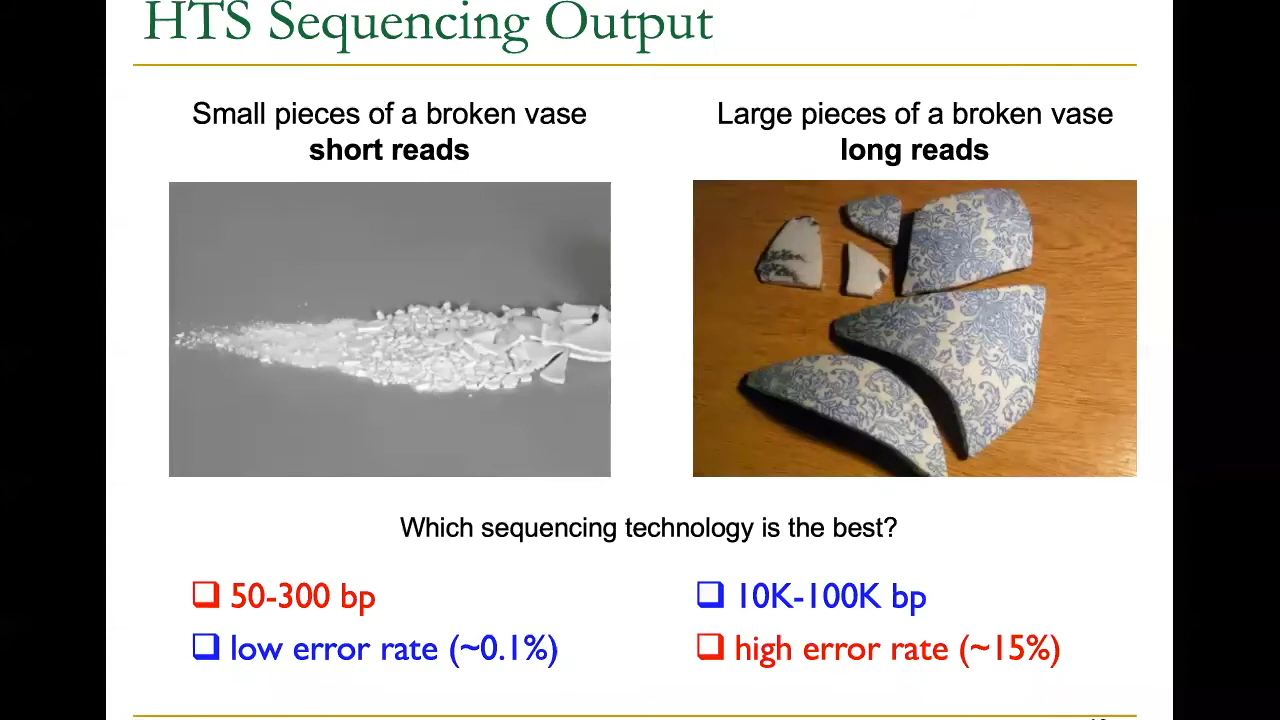 HTS Sequencing Output
Small pieces of a broken vase
short reads
Large pieces of a broken vase
long reads
Which sequencing technology is the best?
50-300 bp
low error rate (~0.1%)
10K-100K bp
high error rate (~15%)